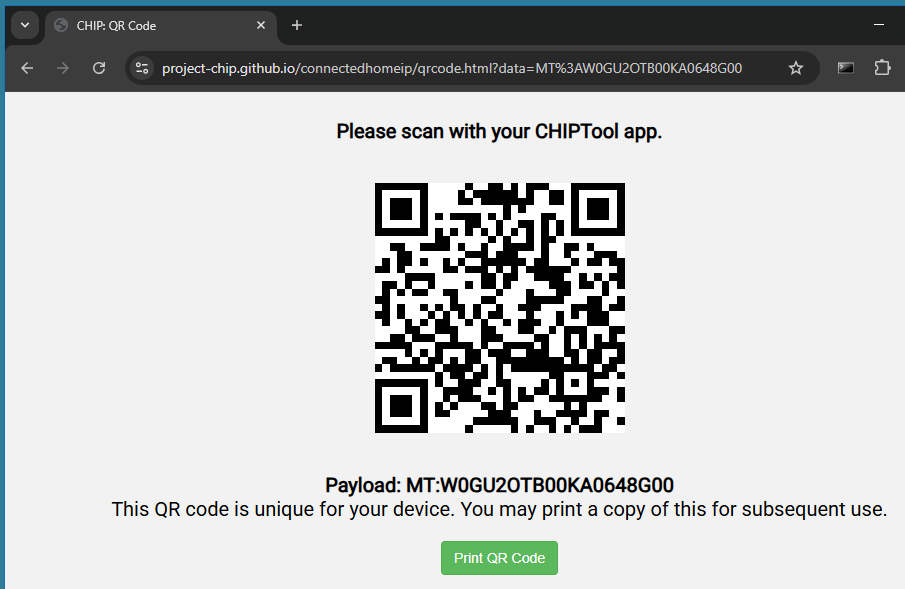 CHIP: QR Code
project-chip.github.io/connectedhomeip/qrcode.html?data=MT%3AW0GU2OTB00KA0648G00
Please scan with your CHIPTool app.
Payload: MT:W0GU2OTB00KA0648G00
This QR code is unique for your device. You may print a copy of this for subsequent use.
Print QR Code